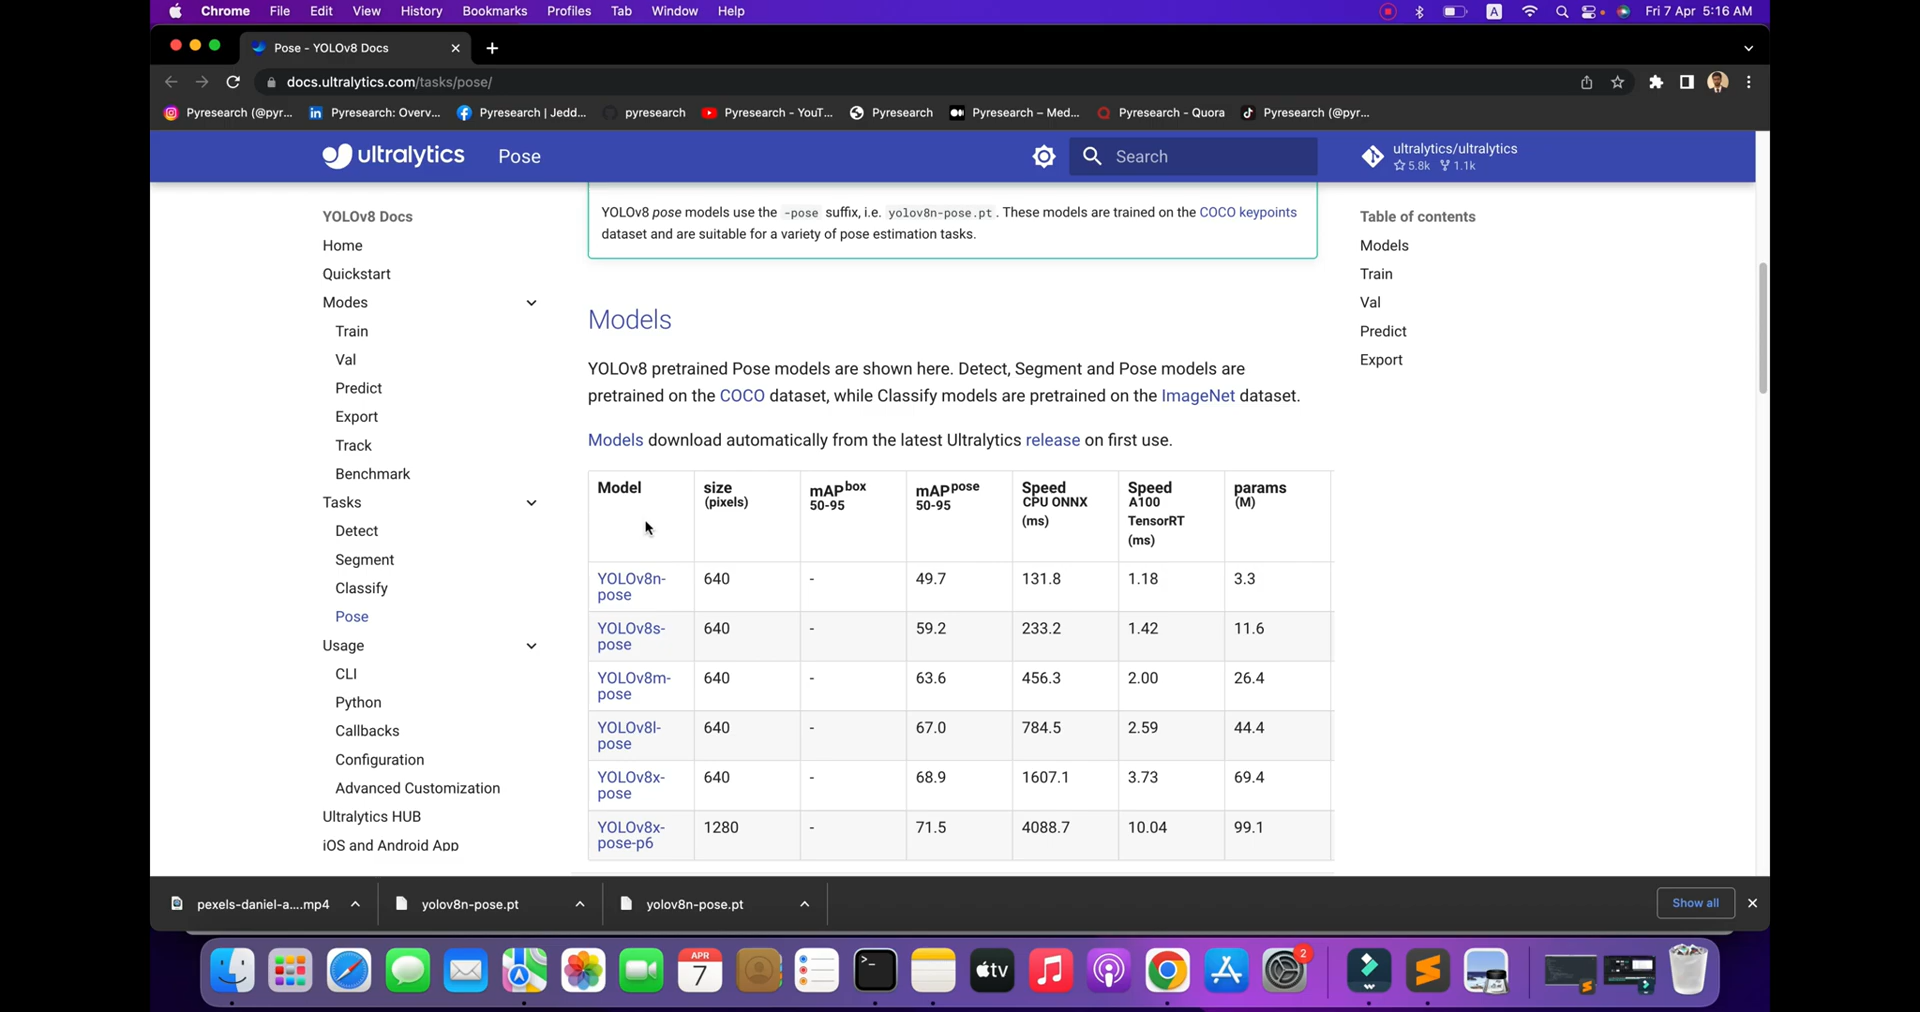 Chrome File Edit View History Bookmarks Profiles Tab Window Help A Fri 7 Apr 5:16 AM
Pose - YOLOv8 Docs
docs.ultralytics.com/tasks/pose/
Pyresearch (@pyr... Pyresearch: Overv... Pyresearch | Jedd... pyresearch Pyresearch - YouT... Pyresearch Pyresearch – Med... Pyresearch - Quora Pyresearch (@pyr...
ultralytics Pose Search ultralytics/ultralytics
5.8k 1.1k
YOLOv8 Docs
Home
Quickstart
Modes
Train
Val
Predict
Export
Track
Benchmark
Tasks
Detect
Segment
Classify
Pose
Usage
CLI
Python
Callbacks
Configuration
Advanced Customization
Ultralytics HUB
iOS and Android App
YOLOv8 pose models use the -pose suffix, i.e. yolov8n-pose.pt. These models are trained on the COCO keypoints
dataset and are suitable for a variety of pose estimation tasks.
Models
YOLOv8 pretrained Pose models are shown here. Detect, Segment and Pose models are
pretrained on the COCO dataset, while Classify models are pretrained on the ImageNet dataset.
Models download automatically from the latest Ultralytics release on first use.
Model size (pixels) mAPbox 50-95 mAPpose 50-95 Speed CPU ONNX (ms) Speed A100 TensorRT (ms) params (M)
YOLOv8n-pose 640 - 49.7 131.8 1.18 3.3
YOLOv8s-pose 640 - 59.2 233.2 1.42 11.6
YOLOv8m-pose 640 - 63.6 456.3 2.00 26.4
YOLOv8l-pose 640 - 67.0 784.5 2.59 44.4
YOLOv8x-pose 640 - 68.9 1607.1 3.73 69.4
YOLOv8x-pose-p6 1280 - 71.5 4088.7 10.04 99.1
Table of contents
Models
Train
Val
Predict
Export
pexels-daniel-a....mp4 yolov8n-pose.pt yolov8n-pose.pt Show all
APR
7
tv
2